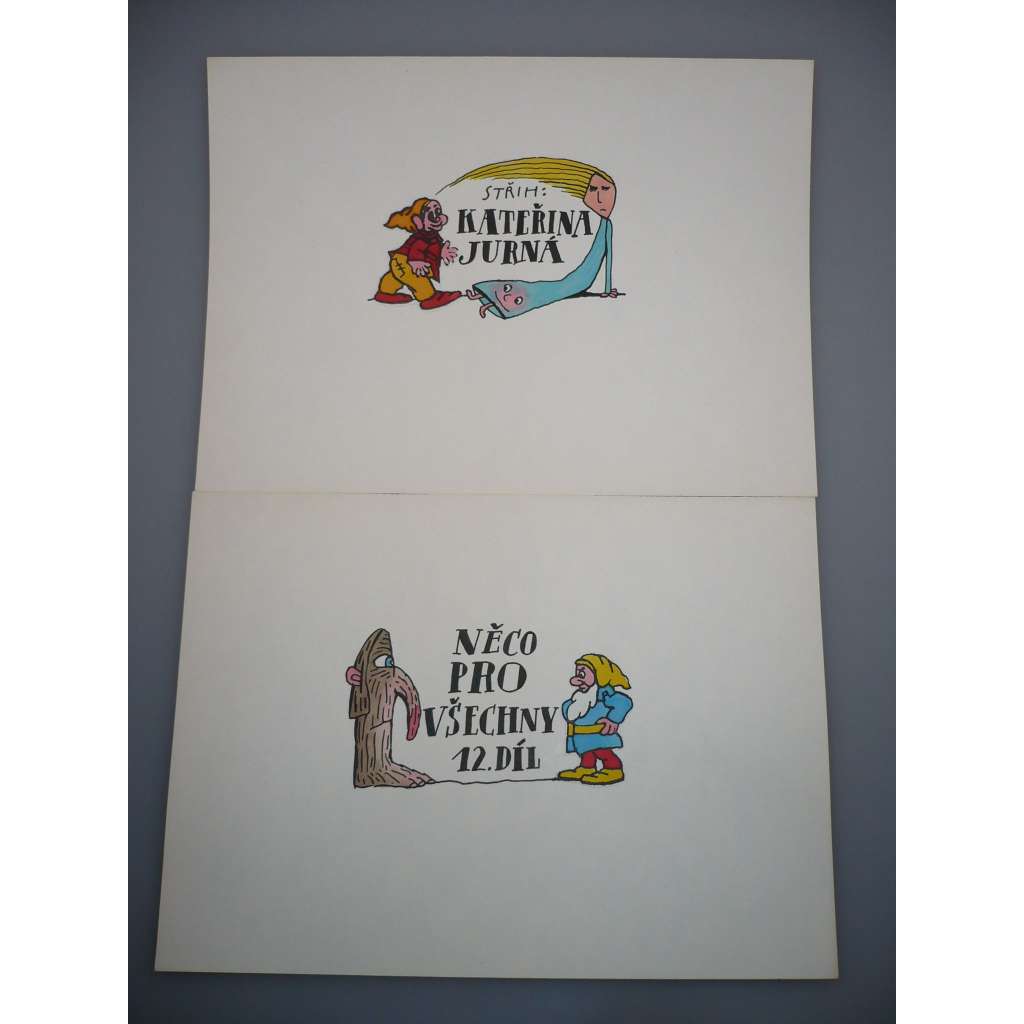 STŘIH:
KATEŘINA
JURNÁ
NĚCO
PRO
VŠECHNY
12. DÍL